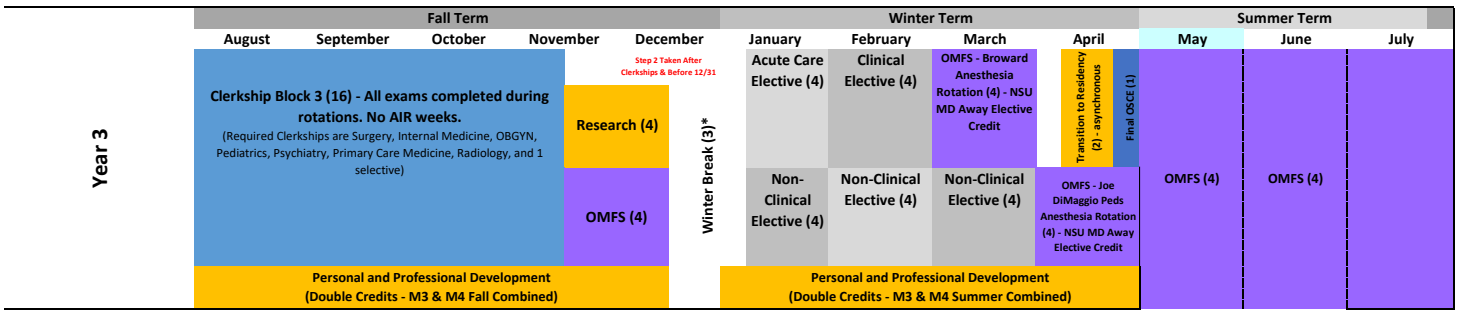 Fall Term
Winter Term
Summer Term
August
September
October
November
December
January
February
March
April
May
June
July
Year 3
Clerkship Block 3 (16) - All exams completed during
rotations. No AIR weeks.
(Required Clerkships are Surgery, Internal Medicine, OBGYN,
Pediatrics, Psychiatry, Primary Care Medicine, Radiology, and 1
selective)
Step 2 Taken After
Clerkships & Before 12/31
Research (4)
OMFS (4)
Winter Break (3)*
Acute Care
Elective (4)
Clinical
Elective (4)
OMFS - Broward
Anesthesia
Rotation (4) - NSU
MD Away Elective
Credit
Transition to Residency
(2) - asynchronous
Final OSCE (1)
Non-
Clinical
Elective (4)
Non-Clinical
Elective (4)
Non-Clinical
Elective (4)
OMFS - Joe
DiMaggio Peds
Anesthesia Rotation
(4) - NSU MD Away
Elective Credit
OMFS (4)
OMFS (4)
Personal and Professional Development
(Double Credits - M3 & M4 Fall Combined)
Personal and Professional Development
(Double Credits - M3 & M4 Summer Combined)